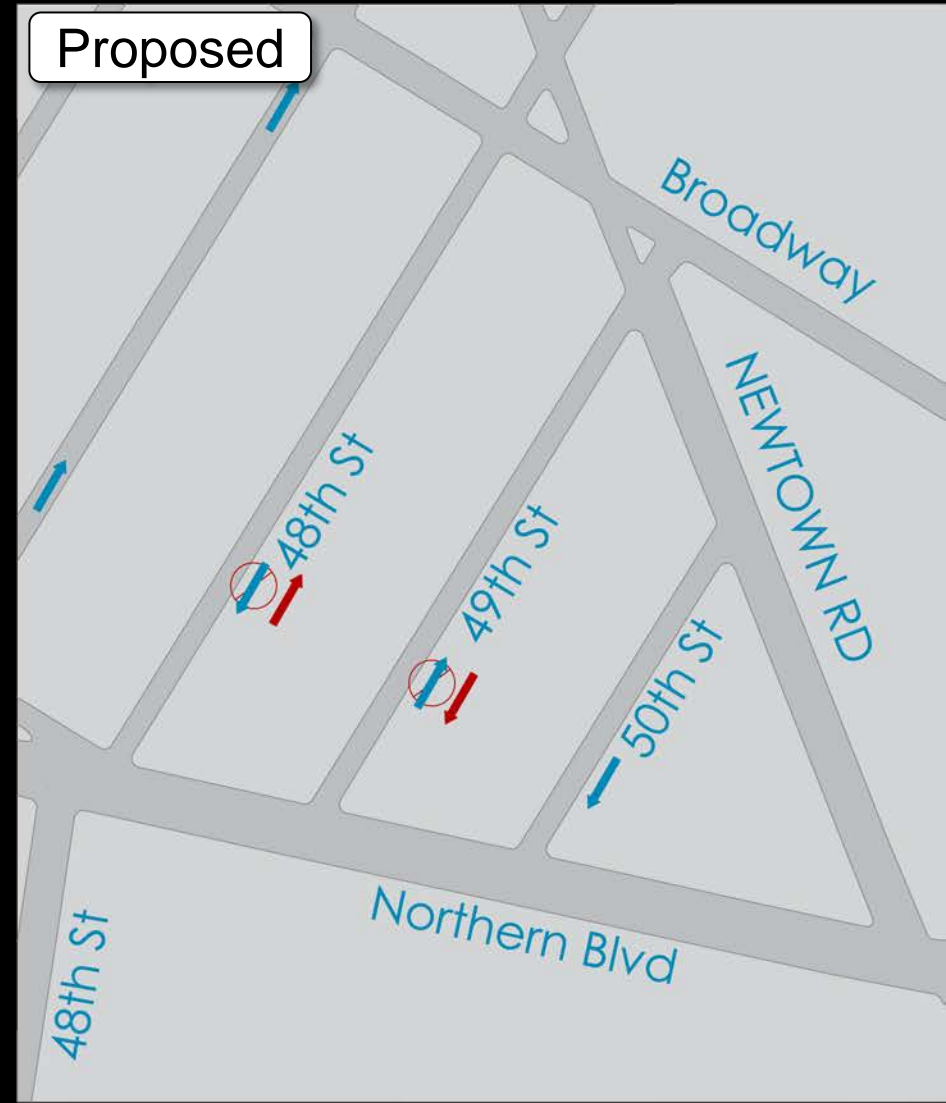 Proposed
Broadway
NEWTOWN RD
48th St
49th St
50th St
Northern Blvd
48th St